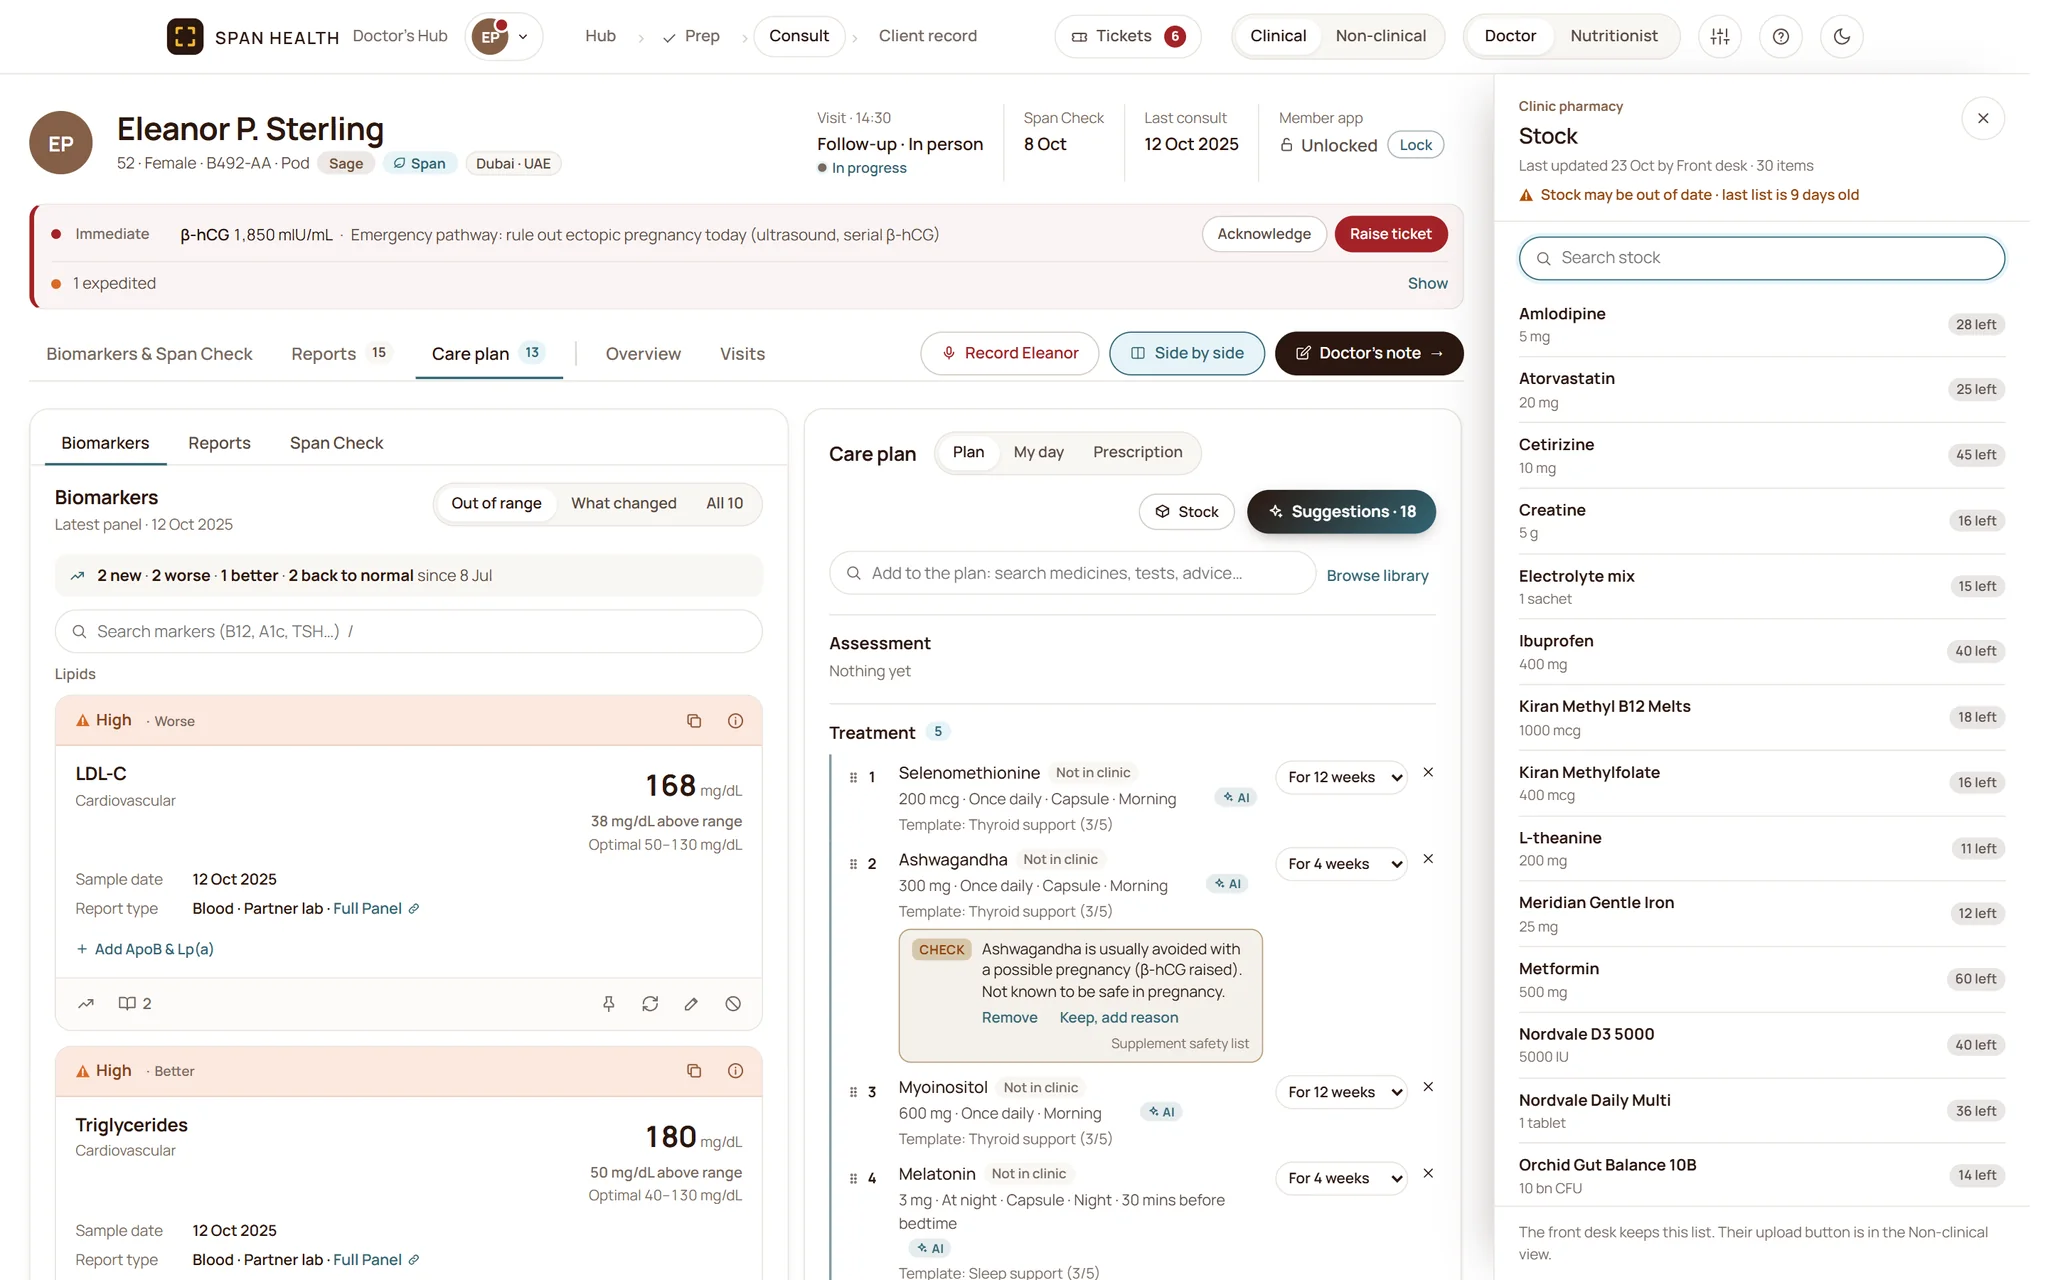 SPAN HEALTH
Doctor's Hub
EP
Hub
Prep
Consult
Client record
Tickets 6
Clinical
Non-clinical
Doctor
Nutritionist
EP
Eleanor P. Sterling
52 · Female · B492-AA · Pod Sage Span Dubai · UAE
Visit · 14:30
Follow-up · In person
In progress
Span Check
8 Oct
Last consult
12 Oct 2025
Member app
Unlocked Lock
Immediate β-hCG 1,850 mIU/mL · Emergency pathway: rule out ectopic pregnancy today (ultrasound, serial β-hCG)
Acknowledge
Raise ticket
1 expedited
Show
Biomarkers & Span Check
Reports 15
Care plan 13
Overview
Visits
Record Eleanor
Side by side
Doctor's note →
Biomarkers
Reports
Span Check
Biomarkers
Latest panel · 12 Oct 2025
Out of range
What changed
All 10
2 new · 2 worse · 1 better · 2 back to normal since 8 Jul
Search markers (B12, A1c, TSH...) /
Lipids
High · Worse
LDL-C
Cardiovascular
168 mg/dL
38 mg/dL above range
Optimal 50–130 mg/dL
Sample date 12 Oct 2025
Report type Blood · Partner lab · Full Panel
+ Add ApoB & Lp(a)
2
High · Better
Triglycerides
Cardiovascular
180 mg/dL
50 mg/dL above range
Optimal 40–130 mg/dL
Sample date 12 Oct 2025
Report type Blood · Partner lab · Full Panel
Care plan
Plan
My day
Prescription
Stock
Suggestions · 18
Add to the plan: search medicines, tests, advice...
Browse library
Assessment
Nothing yet
Treatment 5
1 Selenomethionine Not in clinic
200 mcg · Once daily · Capsule · Morning AI
Template: Thyroid support (3/5)
For 12 weeks
2 Ashwagandha Not in clinic
300 mg · Once daily · Capsule · Morning AI
Template: Thyroid support (3/5)
For 4 weeks
CHECK Ashwagandha is usually avoided with
a possible pregnancy (β-hCG raised).
Not known to be safe in pregnancy.
Remove Keep, add reason
Supplement safety list
3 Myoinositol Not in clinic
600 mg · Once daily · Morning AI
Template: Thyroid support (3/5)
For 12 weeks
4 Melatonin Not in clinic
3 mg · At night · Capsule · Night · 30 mins before
bedtime
AI
Template: Sleep support (3/5)
For 4 weeks
Clinic pharmacy
Stock
Last updated 23 Oct by Front desk · 30 items
Stock may be out of date · last list is 9 days old
Search stock
Amlodipine
5 mg
28 left
Atorvastatin
20 mg
25 left
Cetirizine
10 mg
45 left
Creatine
5 g
16 left
Electrolyte mix
1 sachet
15 left
Ibuprofen
400 mg
40 left
Kiran Methyl B12 Melts
1000 mcg
18 left
Kiran Methylfolate
400 mcg
16 left
L-theanine
200 mg
11 left
Meridian Gentle Iron
25 mg
12 left
Metformin
500 mg
60 left
Nordvale D3 5000
5000 IU
40 left
Nordvale Daily Multi
1 tablet
36 left
Orchid Gut Balance 10B
10 bn CFU
14 left
The front desk keeps this list. Their upload button is in the Non-clinical
view.